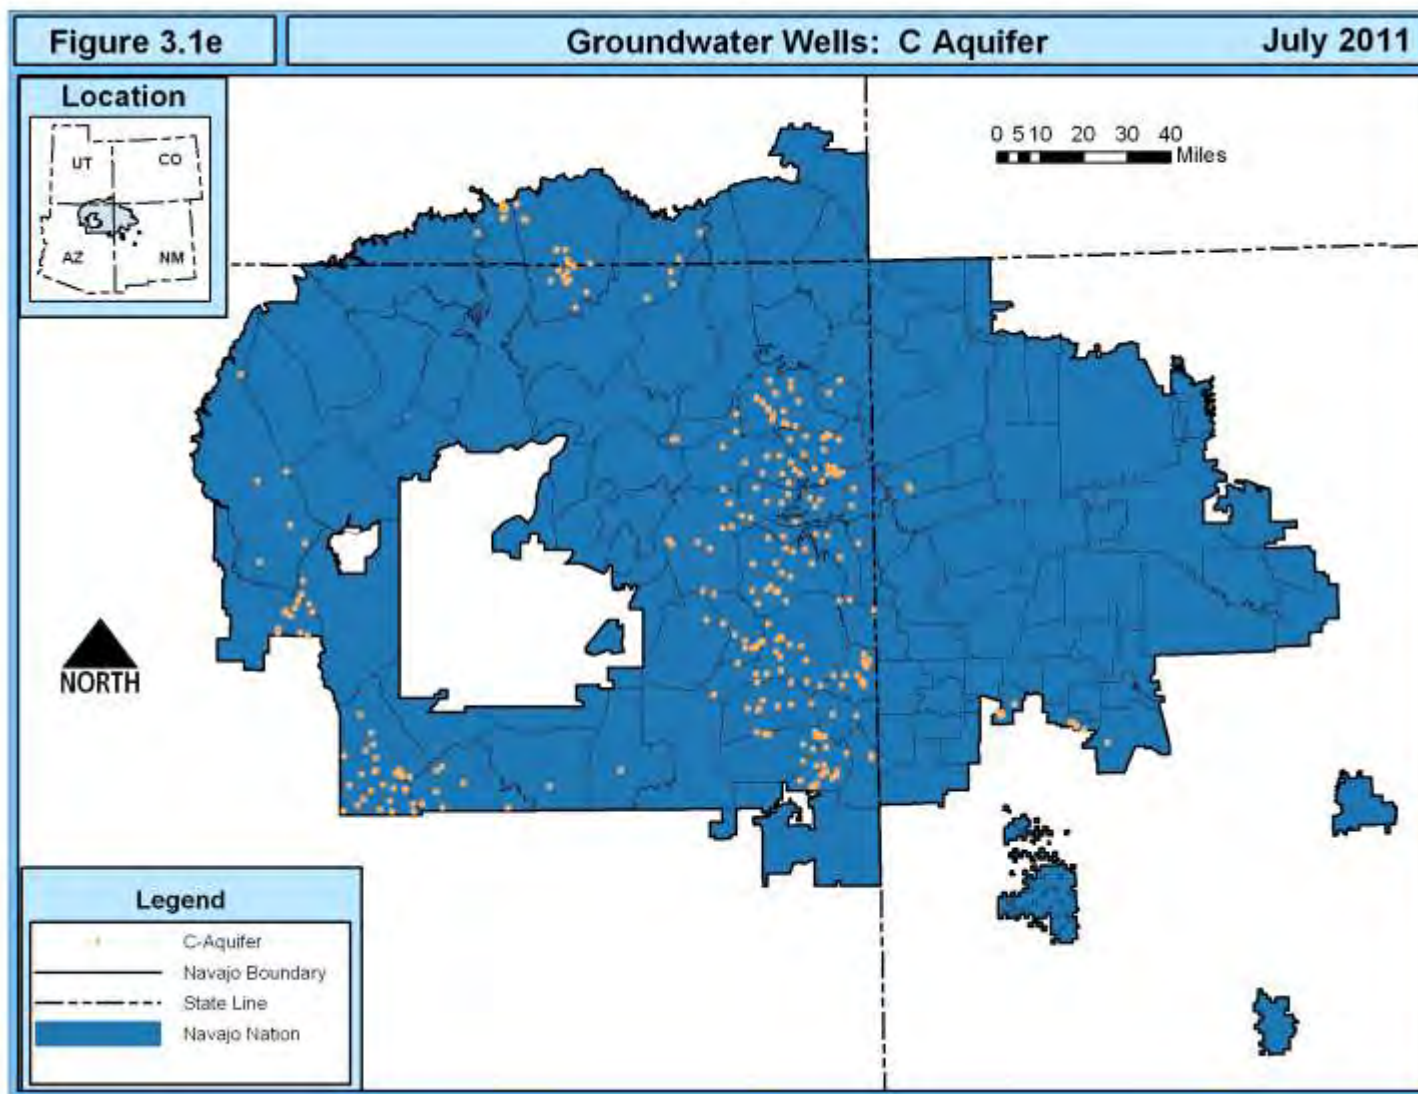 Figure 3.1e
Groundwater Wells: C Aquifer
July 2011
Location
UT
CO
AZ
NM
0 5 10 20 30 40
Miles
NORTH
Legend
C-Aquifer
Navajo Boundary
State Line
Navajo Nation